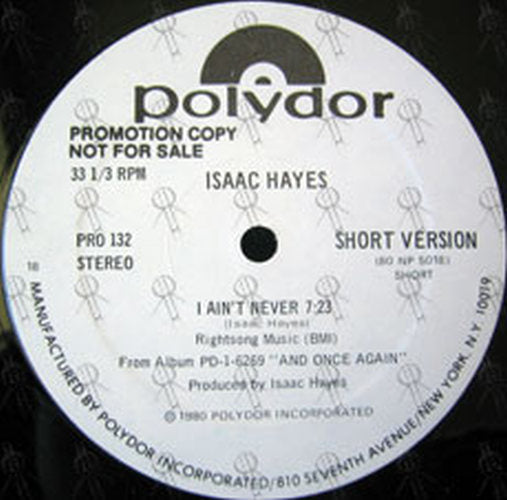 polydor
PROMOTION COPY
NOT FOR SALE
33 1/3 RPM
ISAAC HAYES
PRO 132
STEREO
SHORT VERSION
(80 NP 5018)
SHORT
18
I AIN'T NEVER 7:23
(Isaac Hayes)
Rightsong Music (BMI)
From Album PD-1-6269 "AND ONCE AGAIN"
Produced by Isaac Hayes
© 1980 POLYDOR INCORPORATED
MANUFACTURED BY POLYDOR INCORPORATED/810 SEVENTH AVENUE/NEW YORK, N.Y. 10019